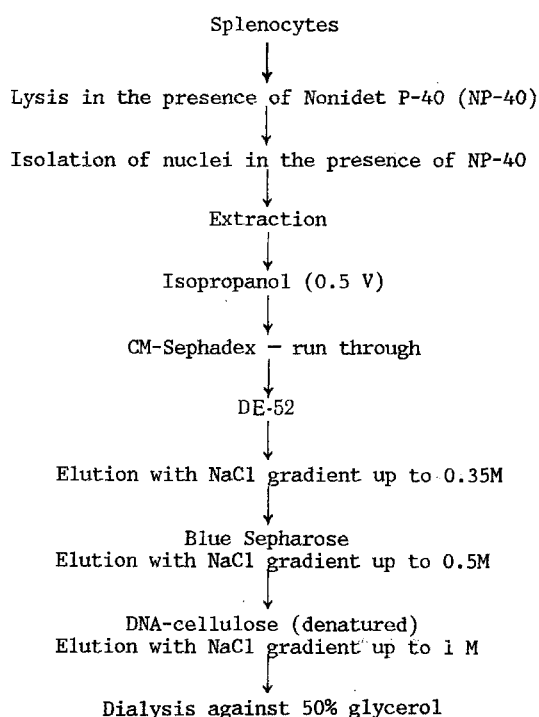 Splenocytes
Lysis in the presence of Nonidet P-40 (NP-40)
Isolation of nuclei in the presence of NP-40
Extraction
Isopropanol (0.5 V)
CM-Sephadex — run through
DE-52
Elution with NaCl gradient up to 0.35M
Blue Sepharose
Elution with NaCl gradient up to 0.5M
DNA-cellulose (denatured)
Elution with NaCl gradient up to 1 M
Dialysis against 50% glycerol